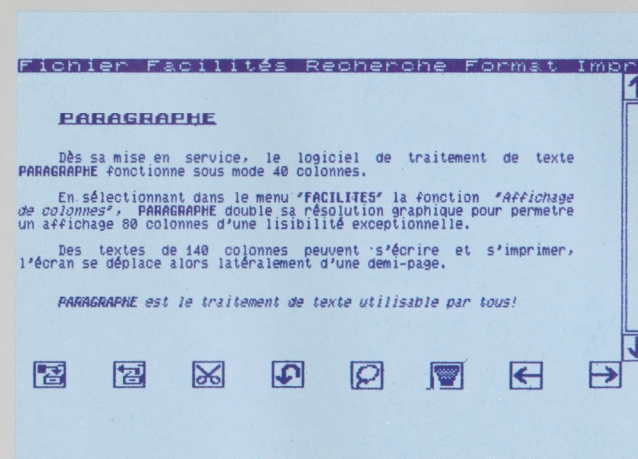 Fichier Facilités Recherche Format Impr
PARAGRAPHE
Dès sa mise en service, le logiciel de traitement de texte
PARAGRAPHE fonctionne sous mode 40 colonnes.
En sélectionnant dans le menu "FACILITES" la fonction "Affichage
de colonnes", PARAGRAPHE double sa résolution graphique pour permetre
un affichage 80 colonnes d'une lisibilité exceptionnelle.
Des textes de 140 colonnes peuvent s'écrire et s'imprimer,
l'écran se déplace alors latéralement d'une demi-page.
PARAGRAPHE est le traitement de texte utilisable par tous!